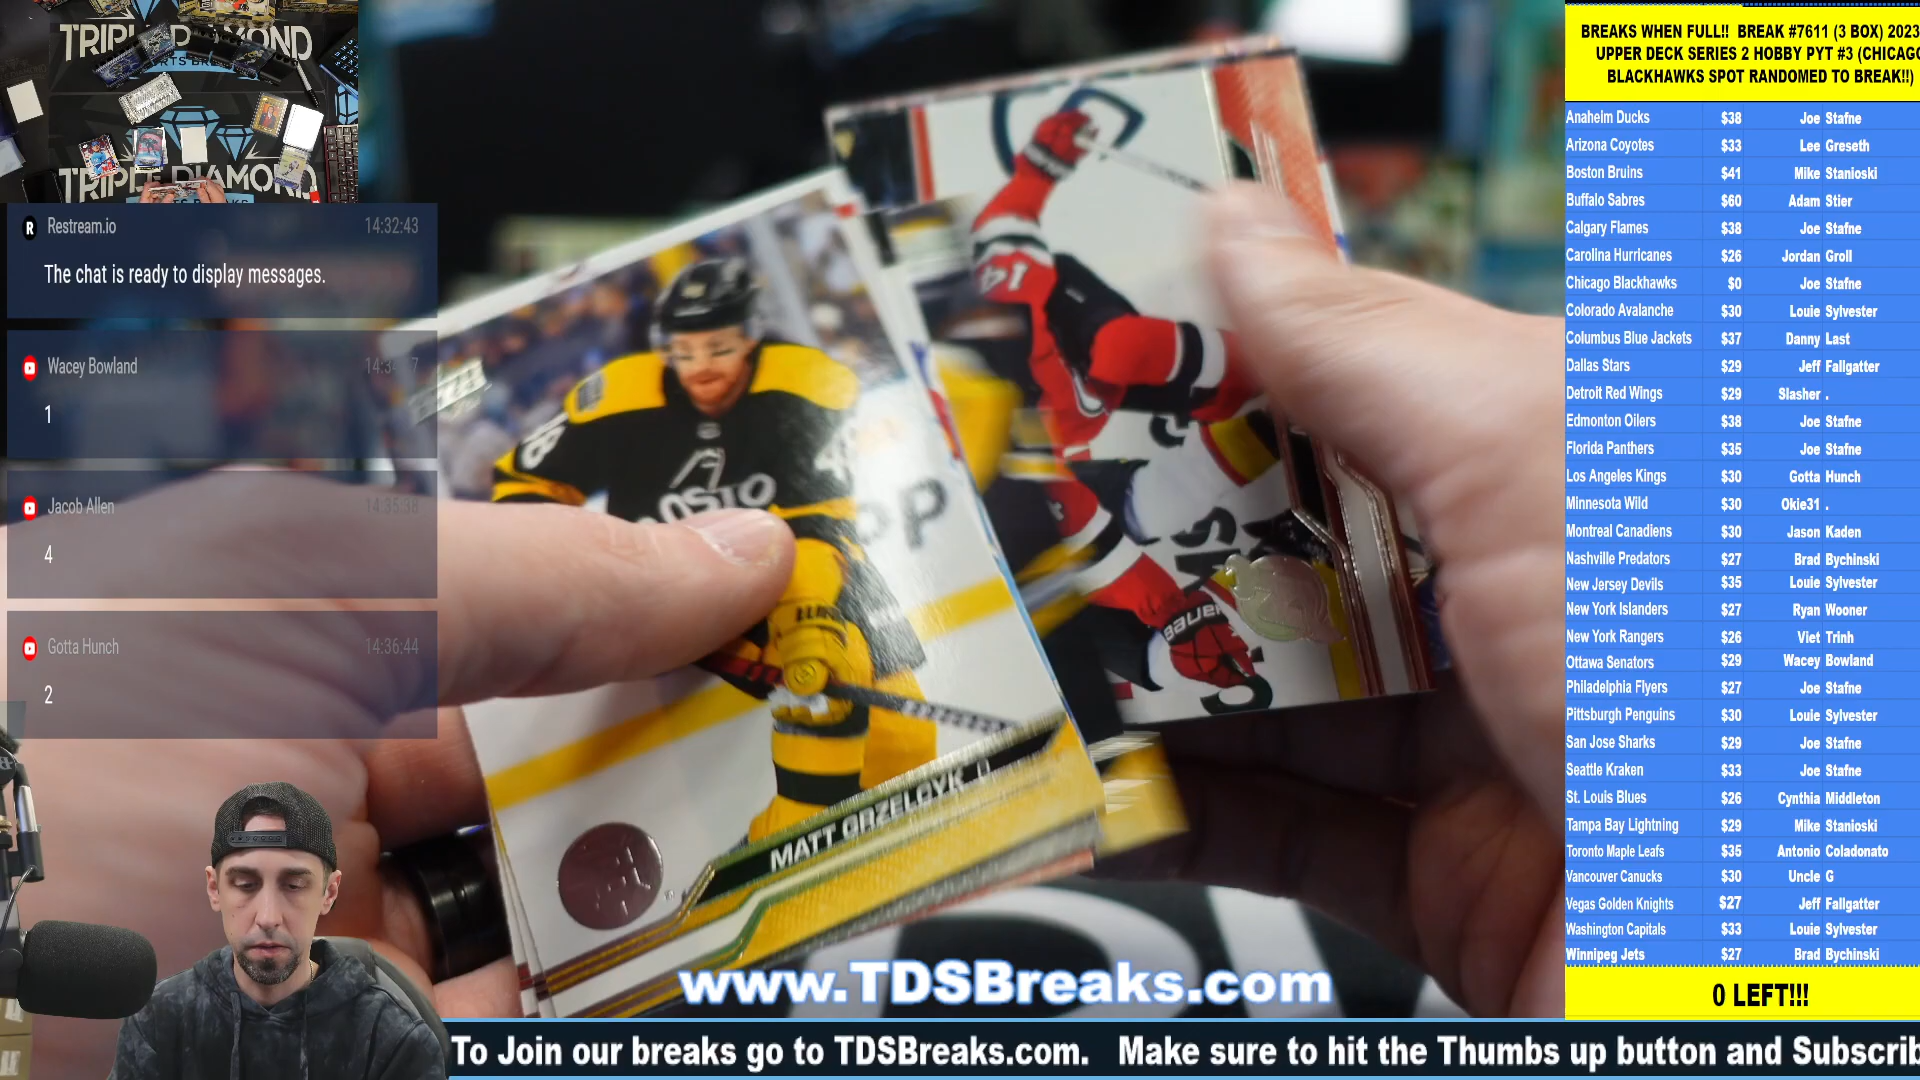 TRIPLE DIAMOND
SPORTS BREAKS
TRIPLE DIAMOND
Restream.io 14:32:43
The chat is ready to display messages.
Wacey Bowland
1
Jacob Allen 14:35:38
4
Gotta Hunch 14:36:44
2
14
BAUER
MATT GRZELCYK
www.TDSBreaks.com
To Join our breaks go to TDSBreaks.com. Make sure to hit the Thumbs up button and Subscrib
BREAKS WHEN FULL!! BREAK #7611 (3 BOX) 2023
UPPER DECK SERIES 2 HOBBY PYT #3 (CHICAGO
BLACKHAWKS SPOT RANDOMED TO BREAK!!)
Anaheim Ducks $38 Joe Stafne
Arizona Coyotes $33 Lee Greseth
Boston Bruins $41 Mike Stanioski
Buffalo Sabres $60 Adam Stier
Calgary Flames $38 Joe Stafne
Carolina Hurricanes $26 Jordan Groll
Chicago Blackhawks $0 Joe Stafne
Colorado Avalanche $30 Louie Sylvester
Columbus Blue Jackets $37 Danny Last
Dallas Stars $29 Jeff Fallgatter
Detroit Red Wings $29 Slasher .
Edmonton Oilers $38 Joe Stafne
Florida Panthers $35 Joe Stafne
Los Angeles Kings $30 Gotta Hunch
Minnesota Wild $30 Okie31 .
Montreal Canadiens $30 Jason Kaden
Nashville Predators $27 Brad Bychinski
New Jersey Devils $35 Louie Sylvester
New York Islanders $27 Ryan Wooner
New York Rangers $26 Viet Trinh
Ottawa Senators $29 Wacey Bowland
Philadelphia Flyers $27 Joe Stafne
Pittsburgh Penguins $30 Louie Sylvester
San Jose Sharks $29 Joe Stafne
Seattle Kraken $33 Joe Stafne
St. Louis Blues $26 Cynthia Middleton
Tampa Bay Lightning $29 Mike Stanioski
Toronto Maple Leafs $35 Antonio Coladonato
Vancouver Canucks $30 Uncle G
Vegas Golden Knights $27 Jeff Fallgatter
Washington Capitals $33 Louie Sylvester
Winnipeg Jets $27 Brad Bychinski
0 LEFT!!!